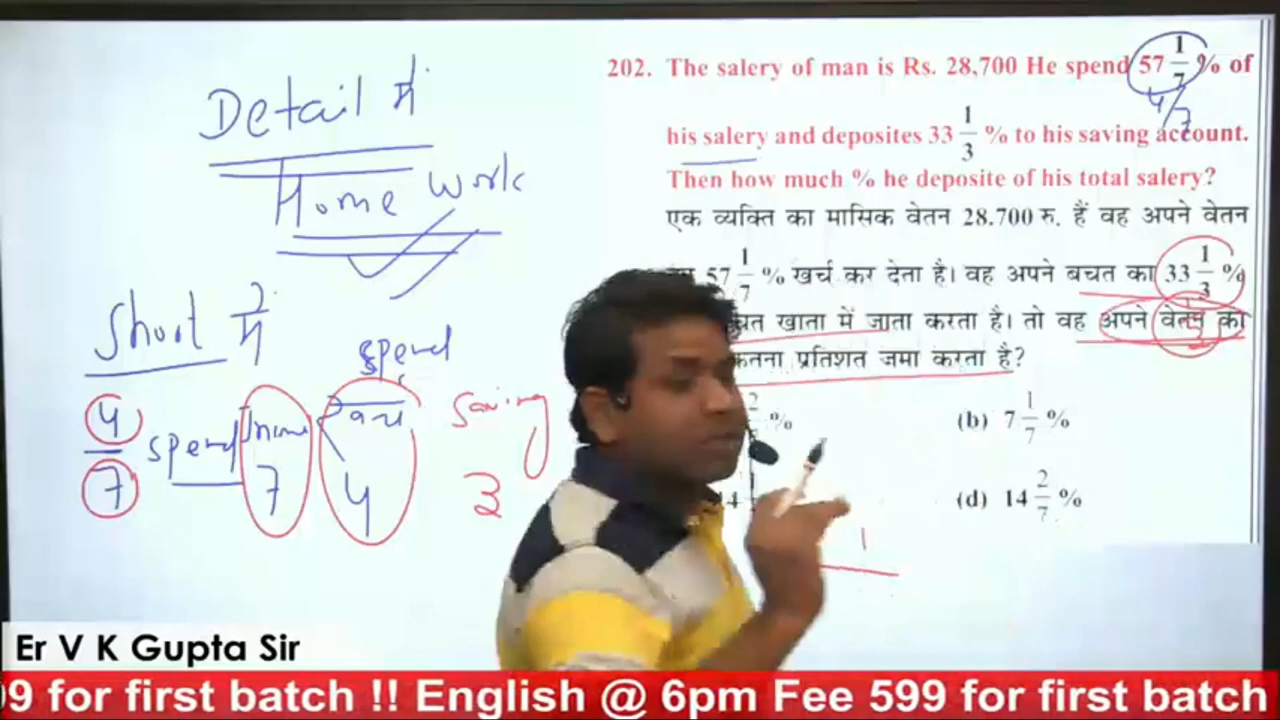 Detail में
Home work
Short में
4
7
spend
7
spend
4
saving
3
202. The salery of man is Rs. 28,700 He spend 57 1/7 % of
4/7
his salery and deposites 33 1/3 % to his saving account.
Then how much % he deposite of his total salery?
एक व्यक्ति का मासिक वेतन 28.700 रु. हैं वह अपने वेतन
57 1/7 % खर्च कर देता है। वह अपने बचत का 33 1/3 %
खाता में जाता करता है। तो वह अपने वेतन का
प्रतिशत जमा करता है?
%
(b) 7 1/7 %
14
(d) 14 2/7 %
1
Er V K Gupta Sir
9 for first batch !! English @ 6pm Fee 599 for first batch